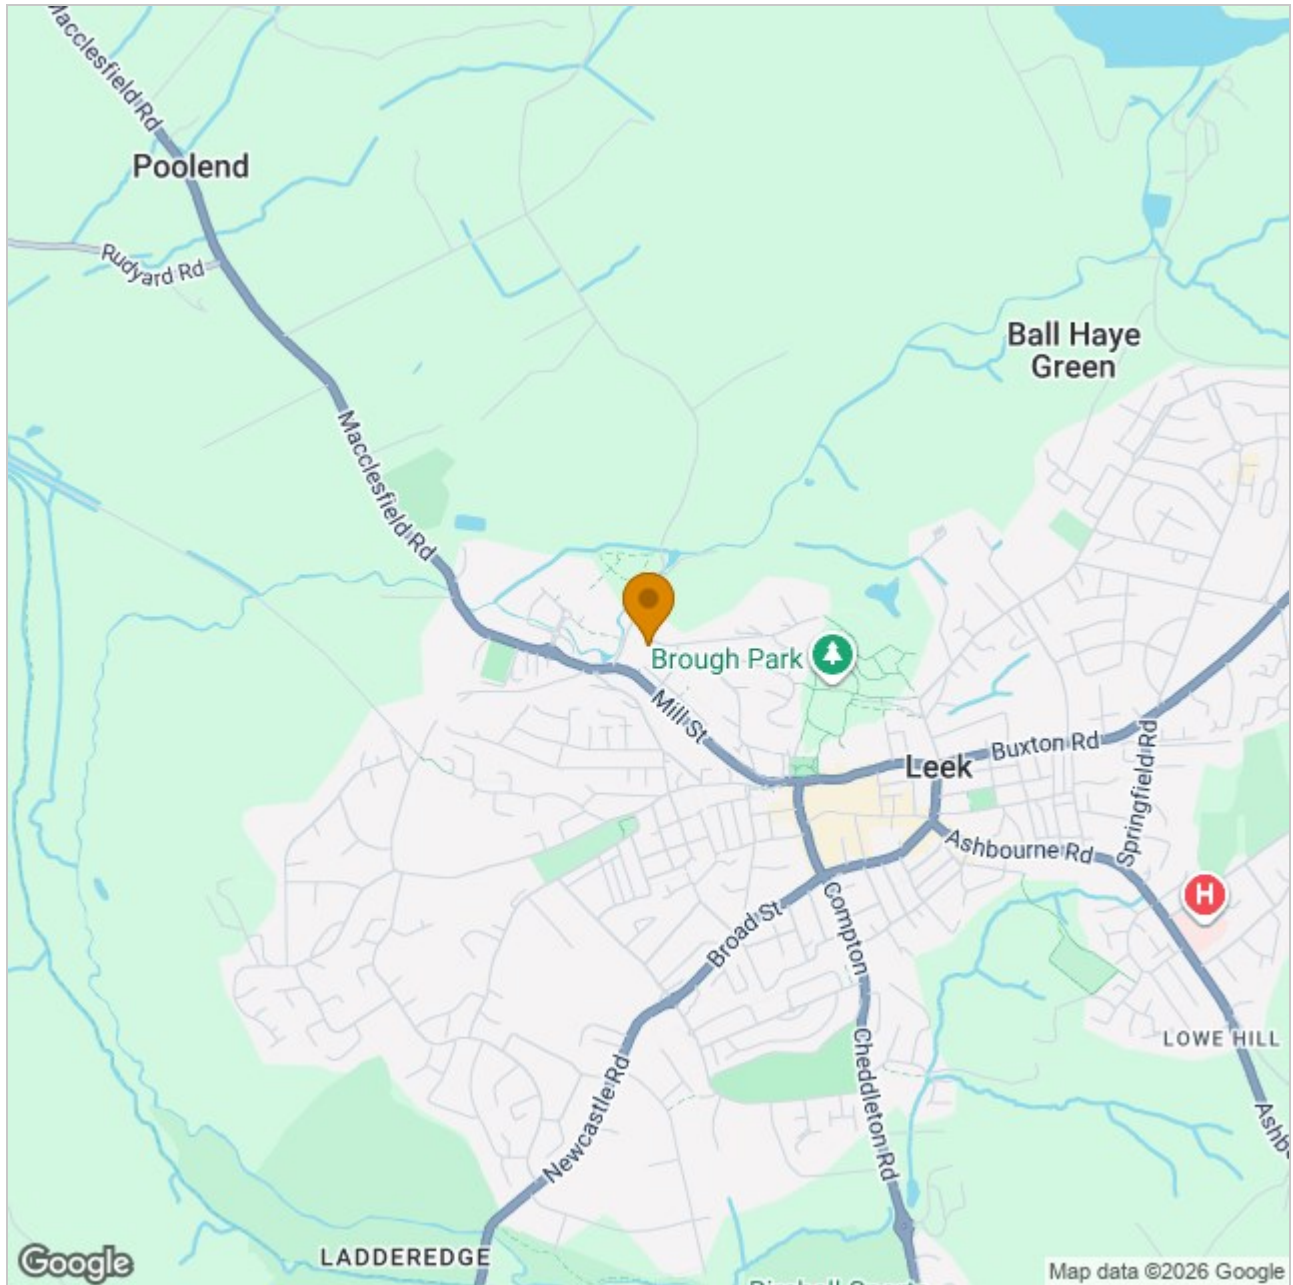 Macclesfield Rd
Poolend
Rudyard Rd
Ball Haye
Green
Macclesfield Rd
Brough Park
Mill St
Leek
Buxton Rd
Springfield Rd
Ashbourne Rd
H
Compton
Broad St
LOWE HILL
Cheddleton Rd
Newcastle Rd
LADDEREDGE
Google
Map data ©2026 Google